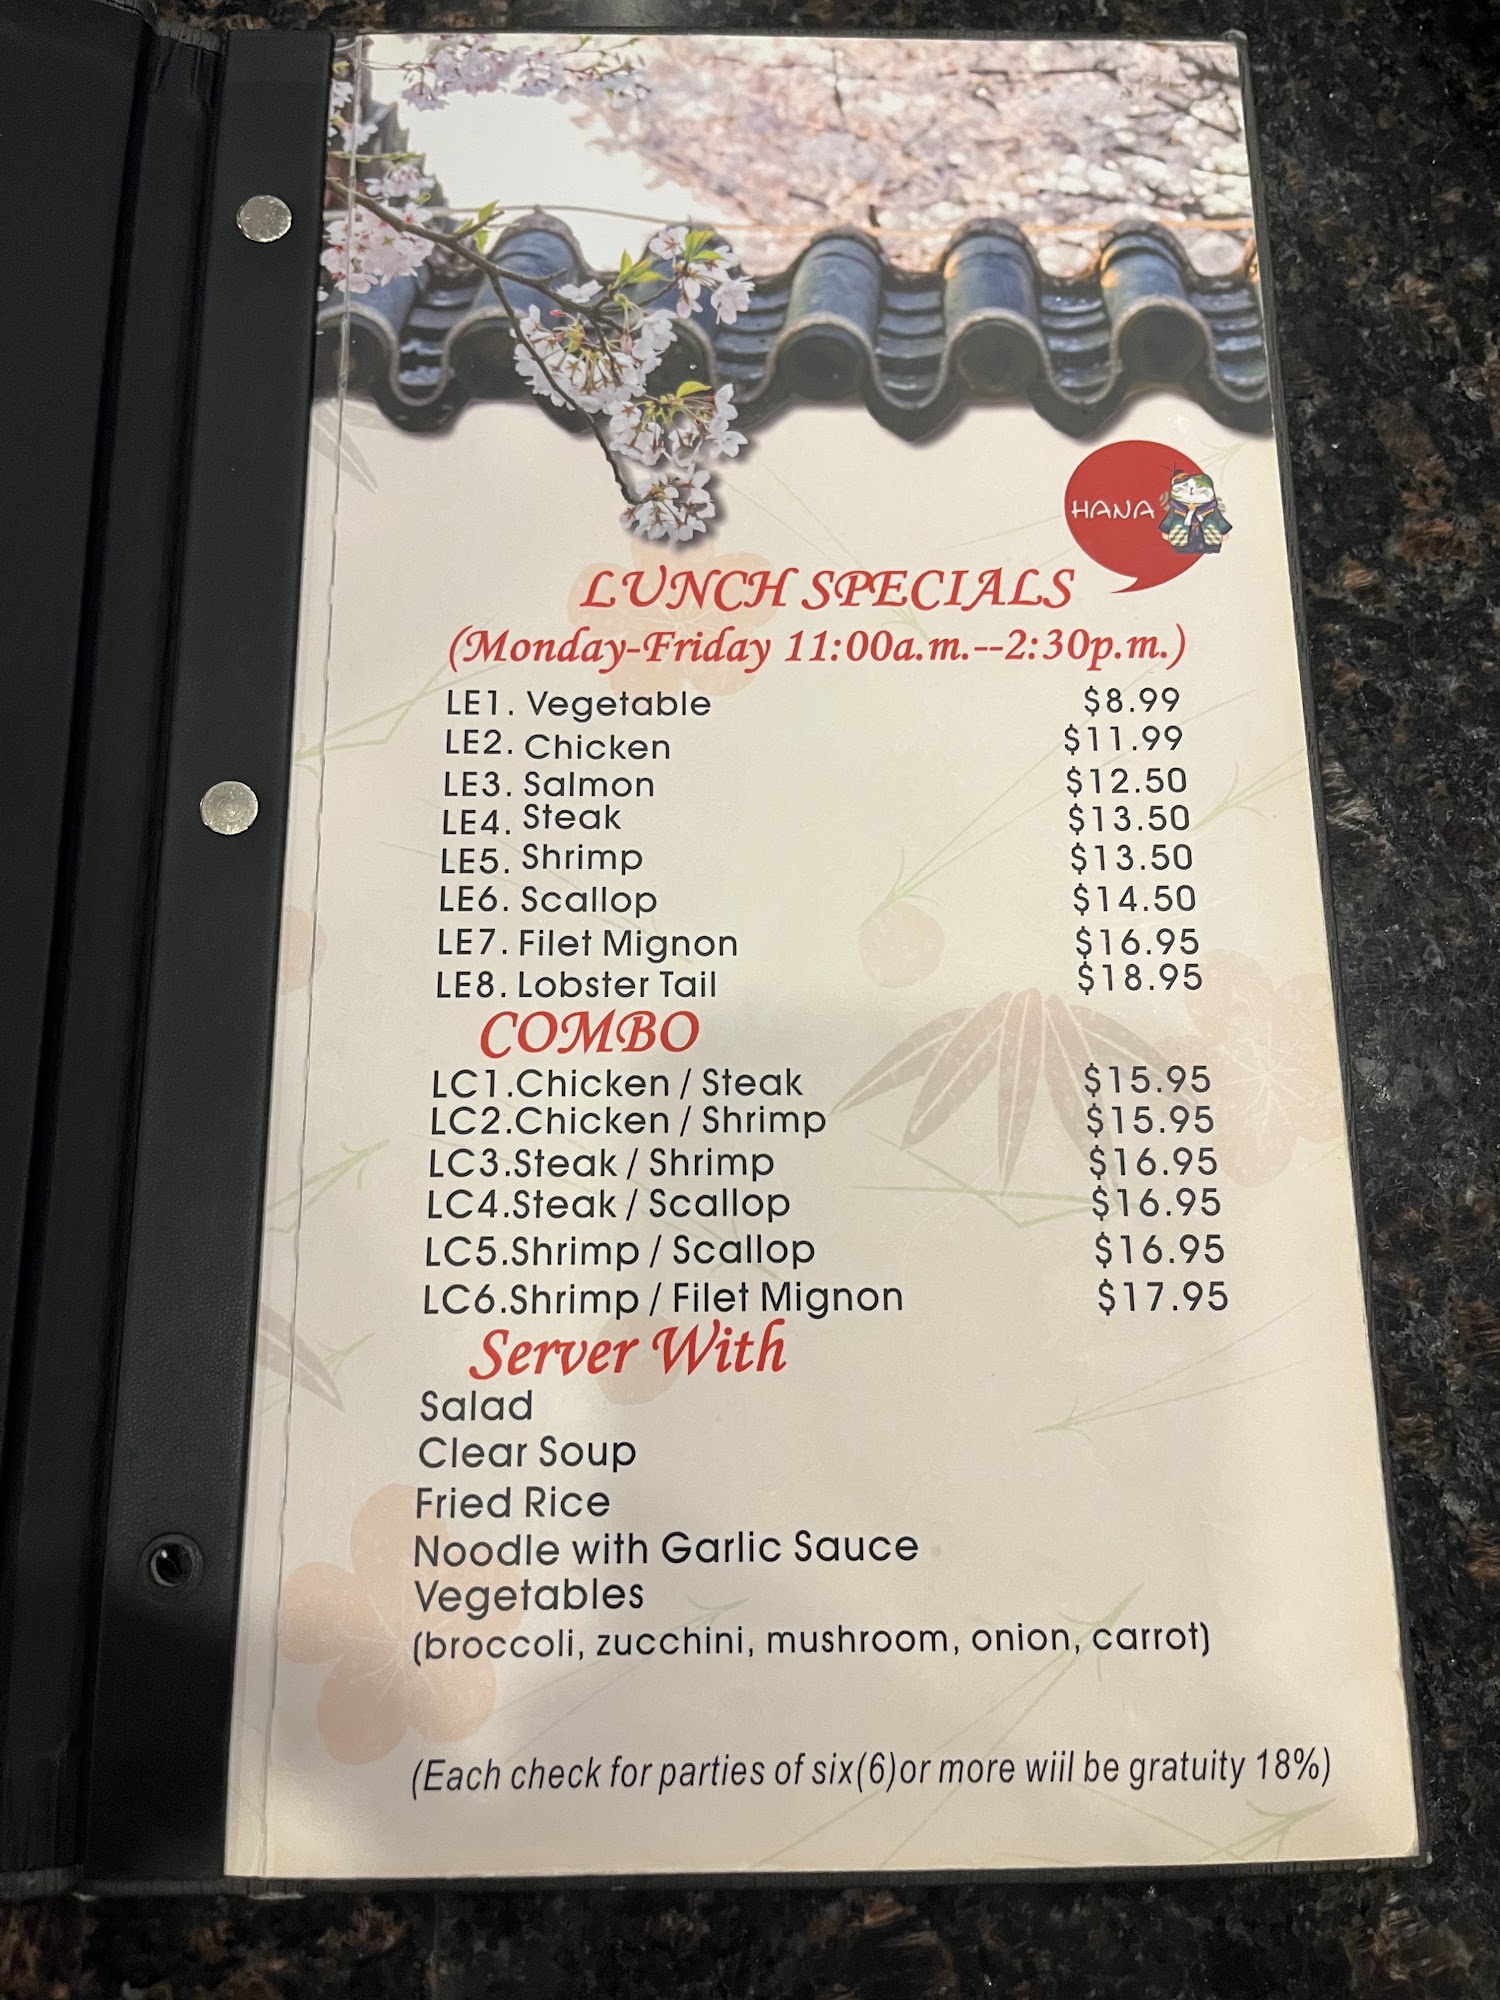 HANA
LUNCH SPECIALS
(Monday-Friday 11:00a.m.--2:30p.m.)
LE1. Vegetable $8.99
LE2. Chicken $11.99
LE3. Salmon $12.50
LE4. Steak $13.50
LE5. Shrimp $13.50
LE6. Scallop $14.50
LE7. Filet Mignon $16.95
LE8. Lobster Tail $18.95
COMBO
LC1.Chicken / Steak $15.95
LC2.Chicken / Shrimp $15.95
LC3.Steak / Shrimp $16.95
LC4.Steak / Scallop $16.95
LC5.Shrimp / Scallop $16.95
LC6.Shrimp / Filet Mignon $17.95
Server With
Salad
Clear Soup
Fried Rice
Noodle with Garlic Sauce
Vegetables
(broccoli, zucchini, mushroom, onion, carrot)
(Each check for parties of six(6)or more wiil be gratuity 18%)